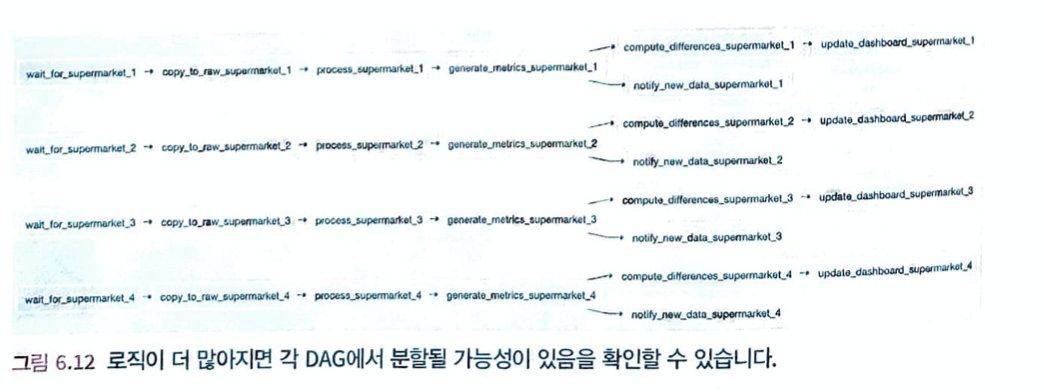 compute_differences_supermarket_1 → update_dashboard_supermarket_1
wait_for_supermarket_1 → copy_to_raw_supermarket_1 → process_supermarket_1 → generate_metrics_supermarket_1
notify_new_data_supermarket_1
compute_differences_supermarket_2 → update_dashboard_supermarket_2
wait_for_supermarket_2 → copy_to_raw_supermarket_2 → process_supermarket_2 → generate_metrics_supermarket_2
notify_new_data_supermarket_2
compute_differences_supermarket_3 → update_dashboard_supermarket_3
wait_for_supermarket_3 → copy_to_raw_supermarket_3 → process_supermarket_3 → generate_metrics_supermarket_3
notify_new_data_supermarket_3
compute_differences_supermarket_4 → update_dashboard_supermarket_4
wait_for_supermarket_4 → copy_to_raw_supermarket_4 → process_supermarket_4 → generate_metrics_supermarket_4
notify_new_data_supermarket_4
그림 6.12 로직이 더 많아지면 각 DAG에서 분할될 가능성이 있음을 확인할 수 있습니다.